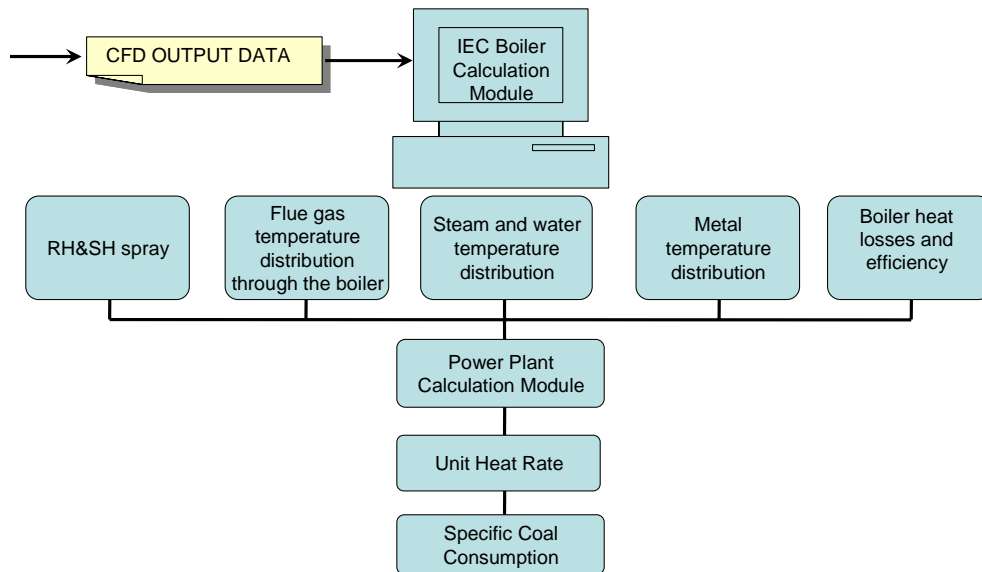 CFD OUTPUT DATA
IEC Boiler
Calculation
Module
RH&SH spray
Flue gas
temperature
distribution
through the boiler
Steam and water
temperature
distribution
Metal
temperature
distribution
Boiler heat
losses and
efficiency
Power Plant
Calculation Module
Unit Heat Rate
Specific Coal
Consumption